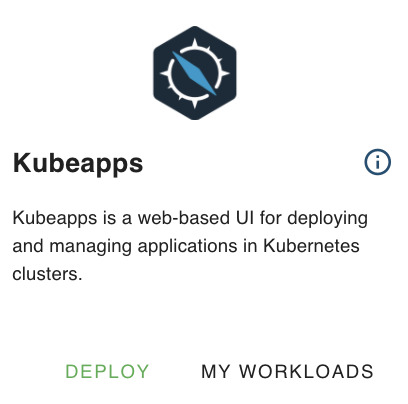 Kubeapps
Kubeapps is a web-based UI for deploying
and managing applications in Kubernetes
clusters.
DEPLOY MY WORKLOADS